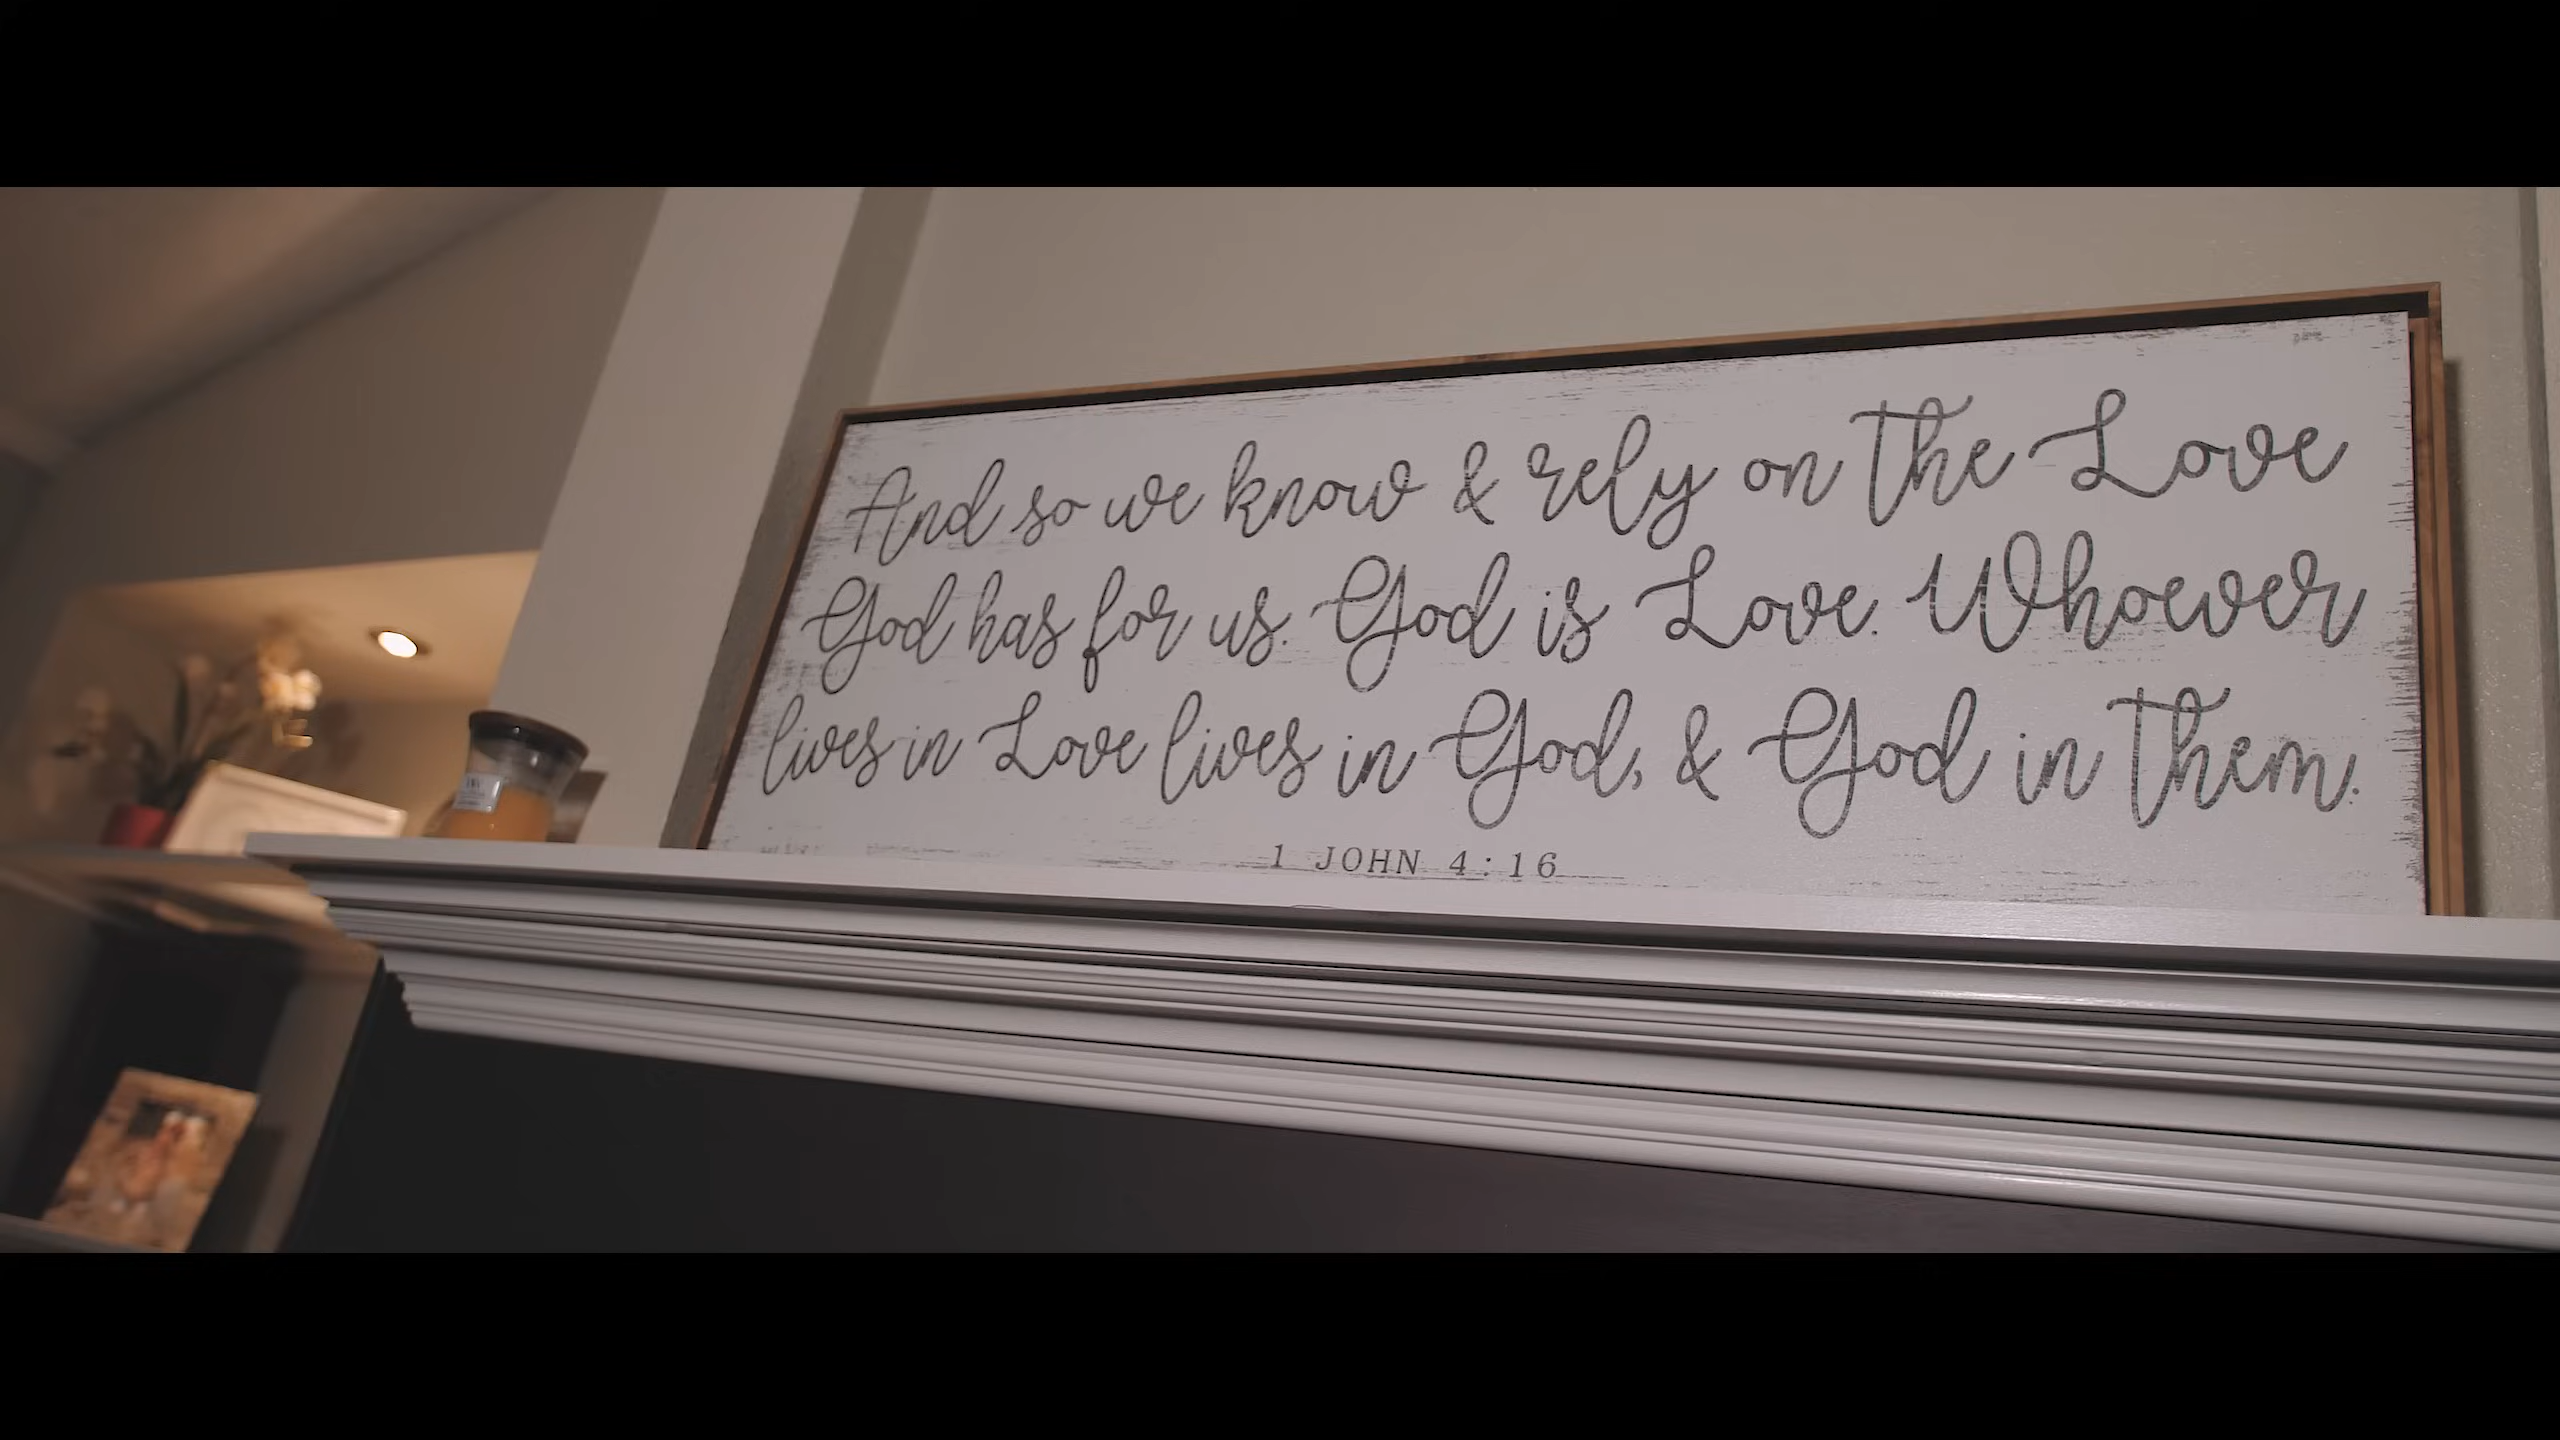 And so we know & rely on the Love
God has for us. God is Love. Whoever
lives in Love lives in God, & God in them.
1 JOHN 4:16